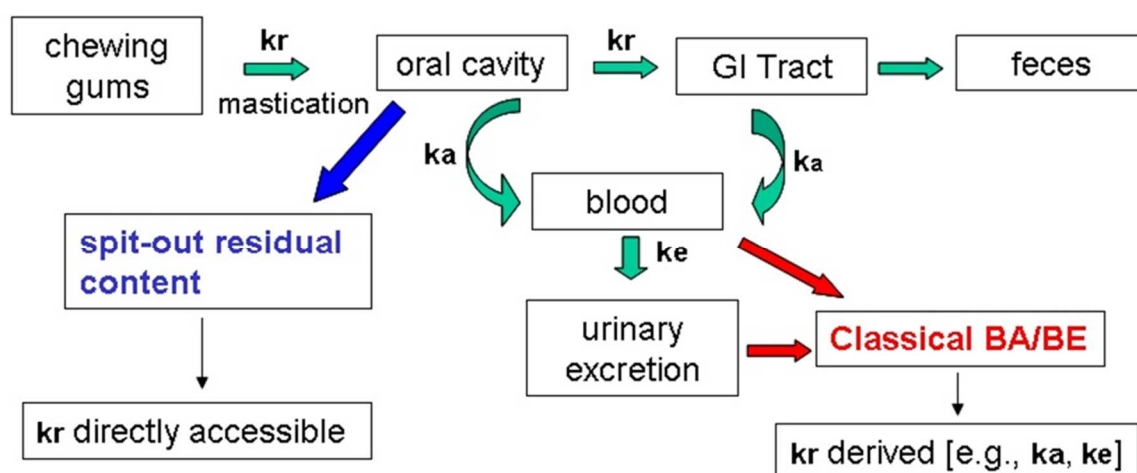 chewing
gums
kr
mastication
oral cavity
kr
GI Tract
feces
ka
ka
blood
ke
spit-out residual
content
urinary
excretion
Classical BA/BE
kr directly accessible
kr derived [e.g., ka, ke]